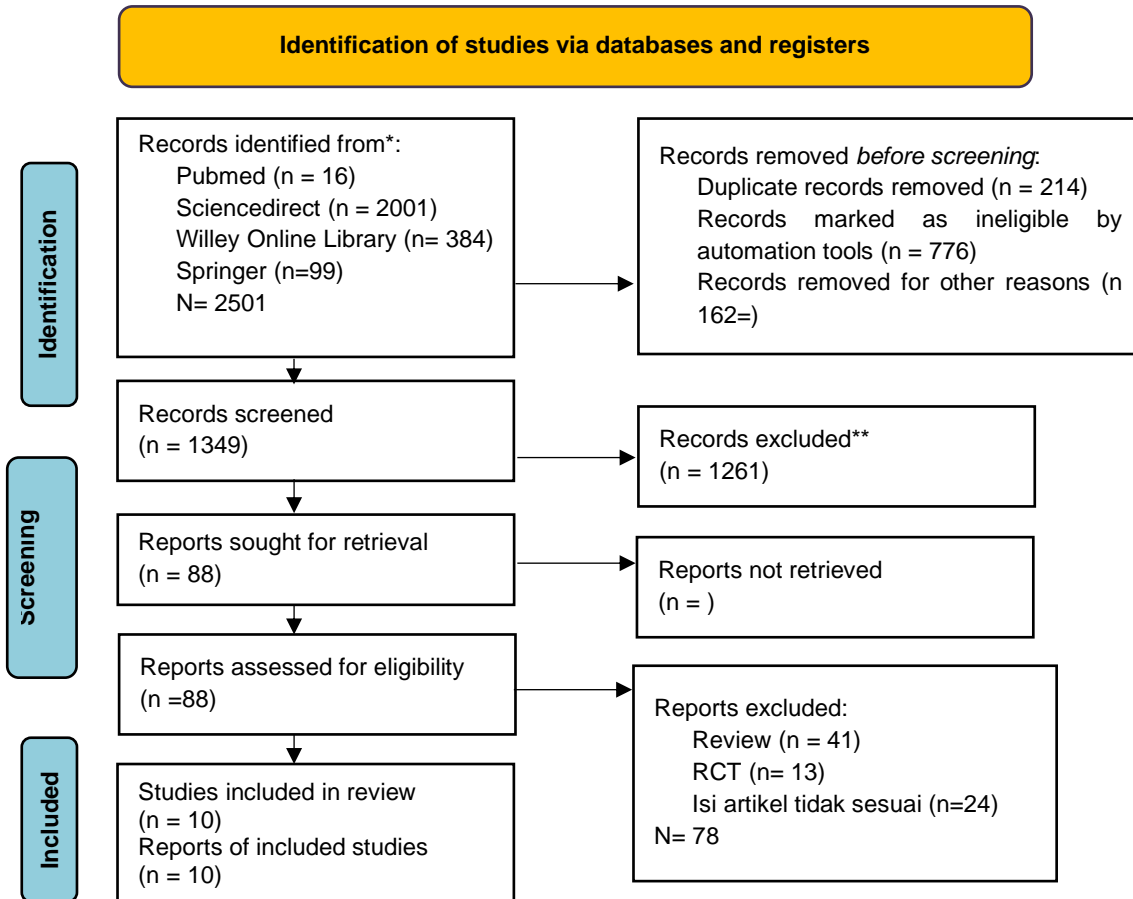 Identification of studies via databases and registers
Identification
Records identified from*:
Pubmed (n = 16)
Sciencedirect (n = 2001)
Willey Online Library (n= 384)
Springer (n=99)
N= 2501
Records removed before screening:
Duplicate records removed (n = 214)
Records marked as ineligible by
automation tools (n = 776)
Records removed for other reasons (n
162=)
Screening
Records screened
(n = 1349)
Records excluded**
(n = 1261)
Reports sought for retrieval
(n = 88)
Reports not retrieved
(n = )
Reports assessed for eligibility
(n =88)
Reports excluded:
Review (n = 41)
RCT (n= 13)
Isi artikel tidak sesuai (n=24)
N= 78
Included
Studies included in review
(n = 10)
Reports of included studies
(n = 10)